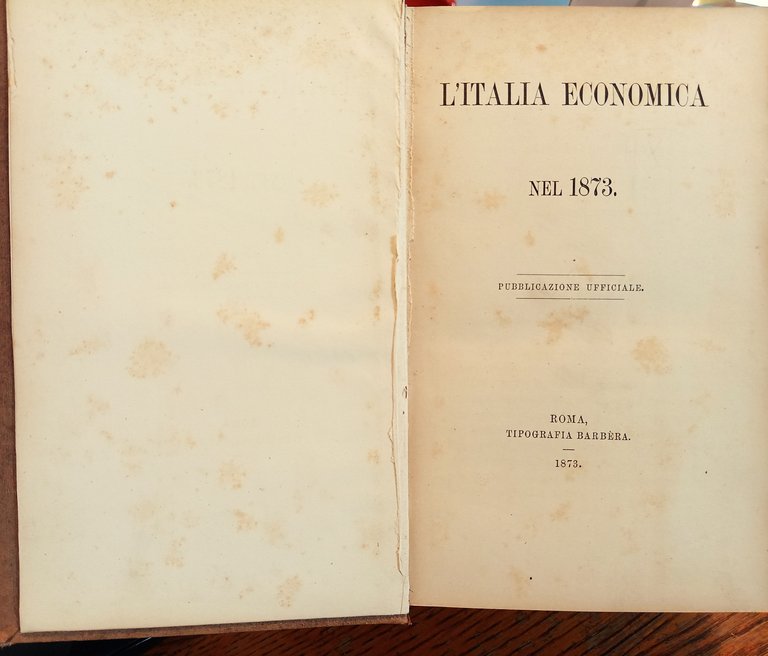 L'ITALIA ECONOMICA
NEL 1873.
PUBBLICAZIONE UFFICIALE.
ROMA,
TIPOGRAFIA BARBÈRA.
1873.